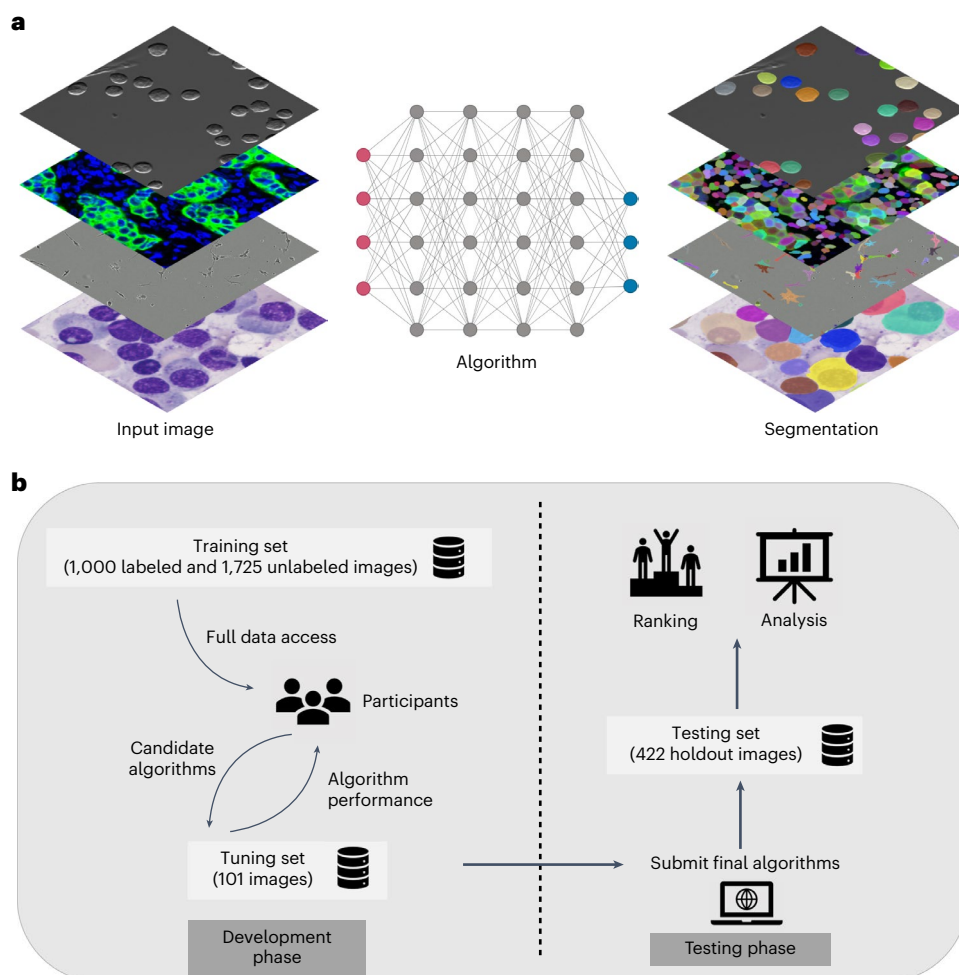 a
Input image
Algorithm
Segmentation
b
Training set
(1,000 labeled and 1,725 unlabeled images)
Full data access
Participants
Candidate
algorithms
Algorithm
performance
Tuning set
(101 images)
Development
phase
Ranking
Analysis
Testing set
(422 holdout images)
Submit final algorithms
Testing phase